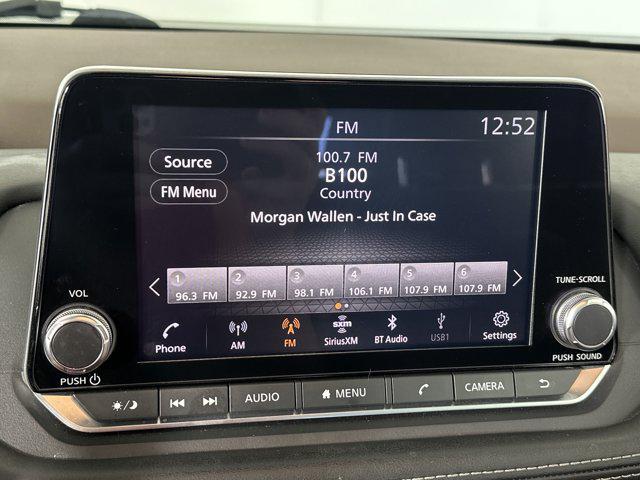 FM
12:52
Source
100.7 FM
B100
FM Menu
Country
Morgan Wallen - Just In Case
1 2 3 4 5 6
96.3 FM 92.9 FM 98.1 FM 106.1 FM 107.9 FM 107.9 FM
VOL
TUNE-SCROLL
Phone AM FM sxm SiriusXM BT Audio USB1 Settings
PUSH
PUSH SOUND
AUDIO MENU CAMERA